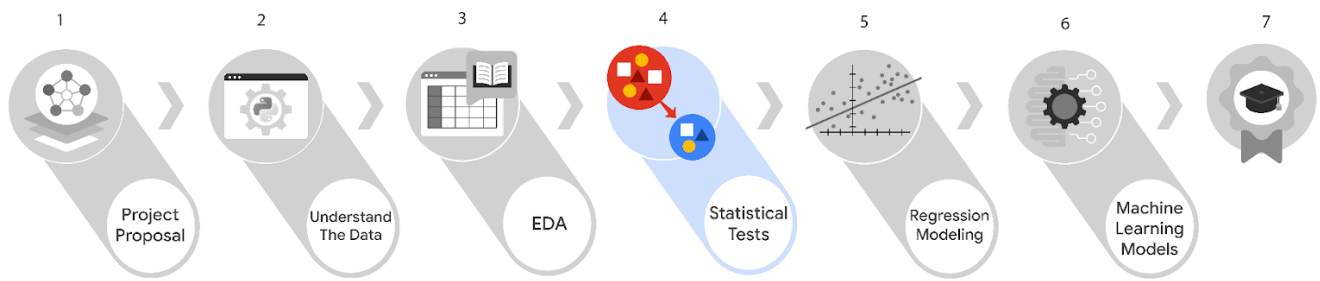 1
2
3
4
5
6
7
Project
Proposal
Understand
The Data
EDA
Statistical
Tests
Regression
Modeling
Machine
Learning
Models